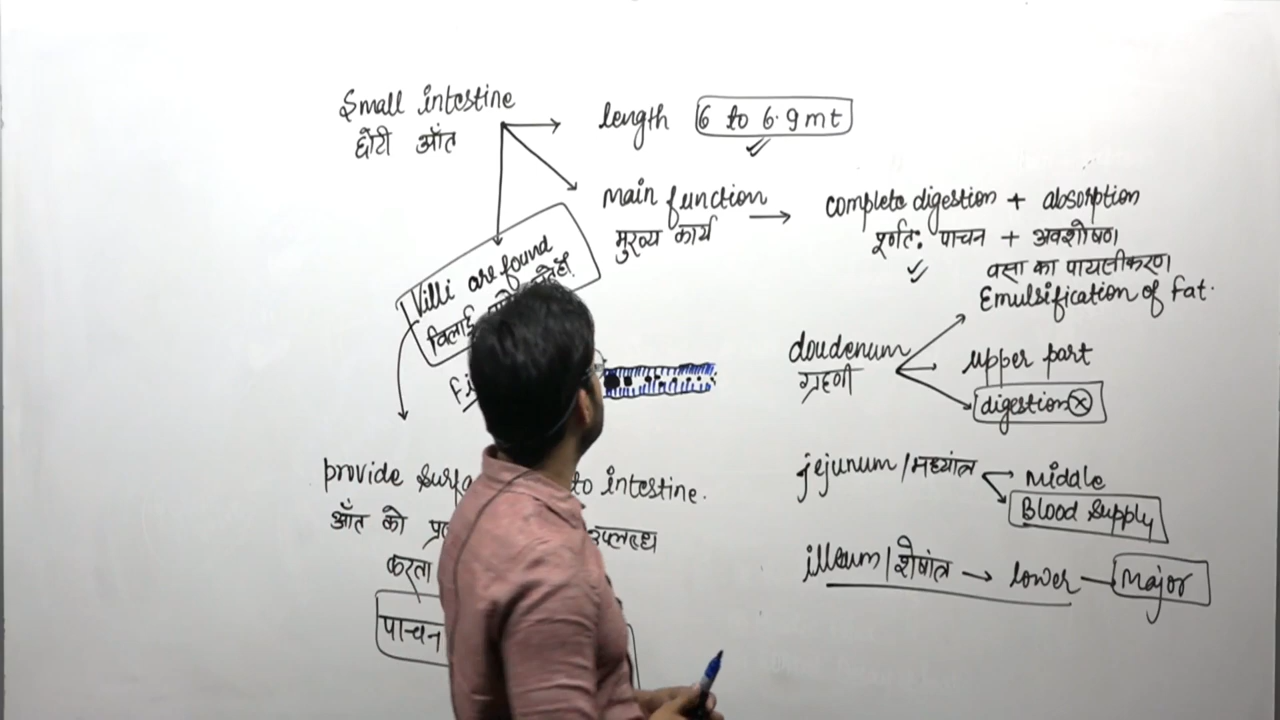 Small intestine
छोटी आँत
length 6 to 6.9mt
main function
मुख्य कार्य
complete digestion + absorption
पूर्णतः पाचन + अवशोषण
वसा का पायसीकरण
Emulsification of fat.
Villi are found
विलाई
doudenum
ग्रहणी
upper part
digestion
provide to intestine.
आँत को उपलब्ध
करता
पाचन
jejunum/मध्यांत्र
middle
Blood Supply
illeum/शेषांत्र lower Major